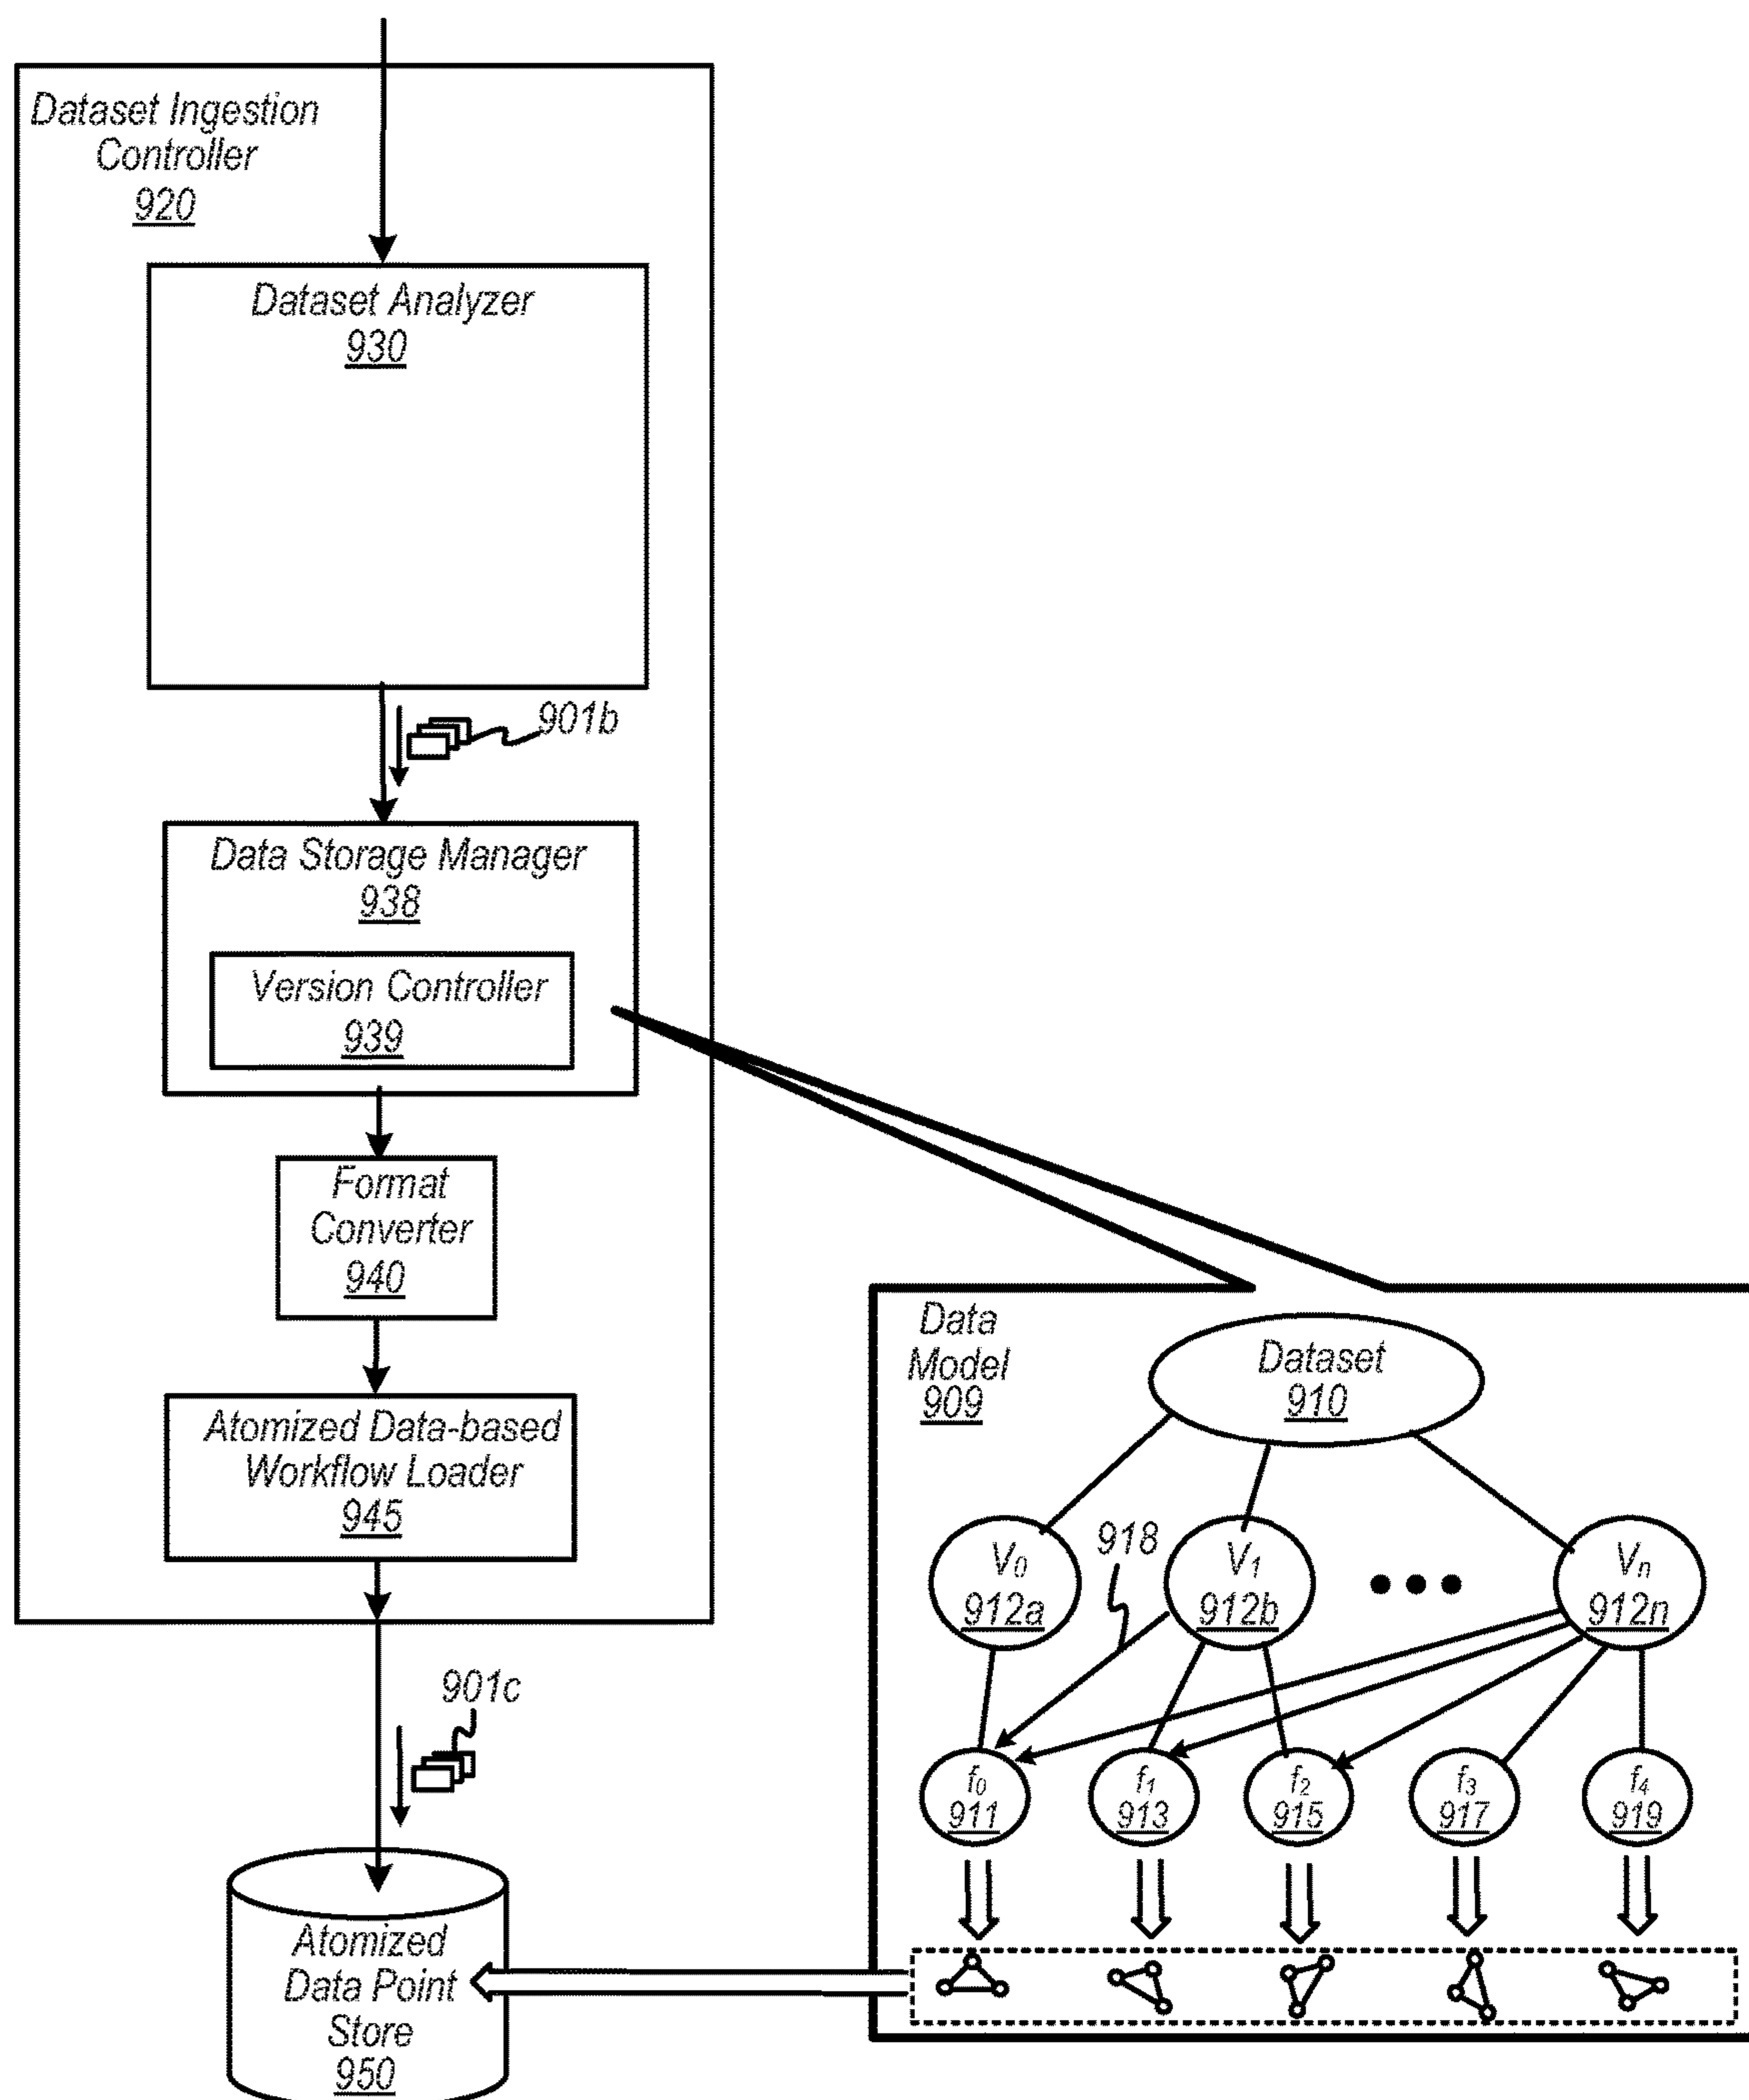 Dataset Ingestion
Controller
920
Dataset Analyzer
930
901b
Data Storage Manager
938
Version Controller
939
Format
Converter
940
Atomized Data-based
Workflow Loader
945
901c
Atomized
Data Point
Store
950
Data
Model
909
Dataset
910
918
V0
912a
V1
912b
Vn
912n
f0
911
f1
913
f2
915
f3
917
f4
919